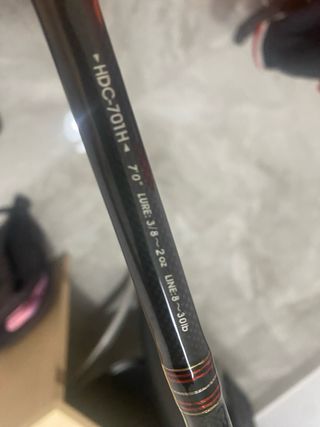 ►HDC-701H◄ 7'0" LURE: 3/8～2oz LINE:8～30lb